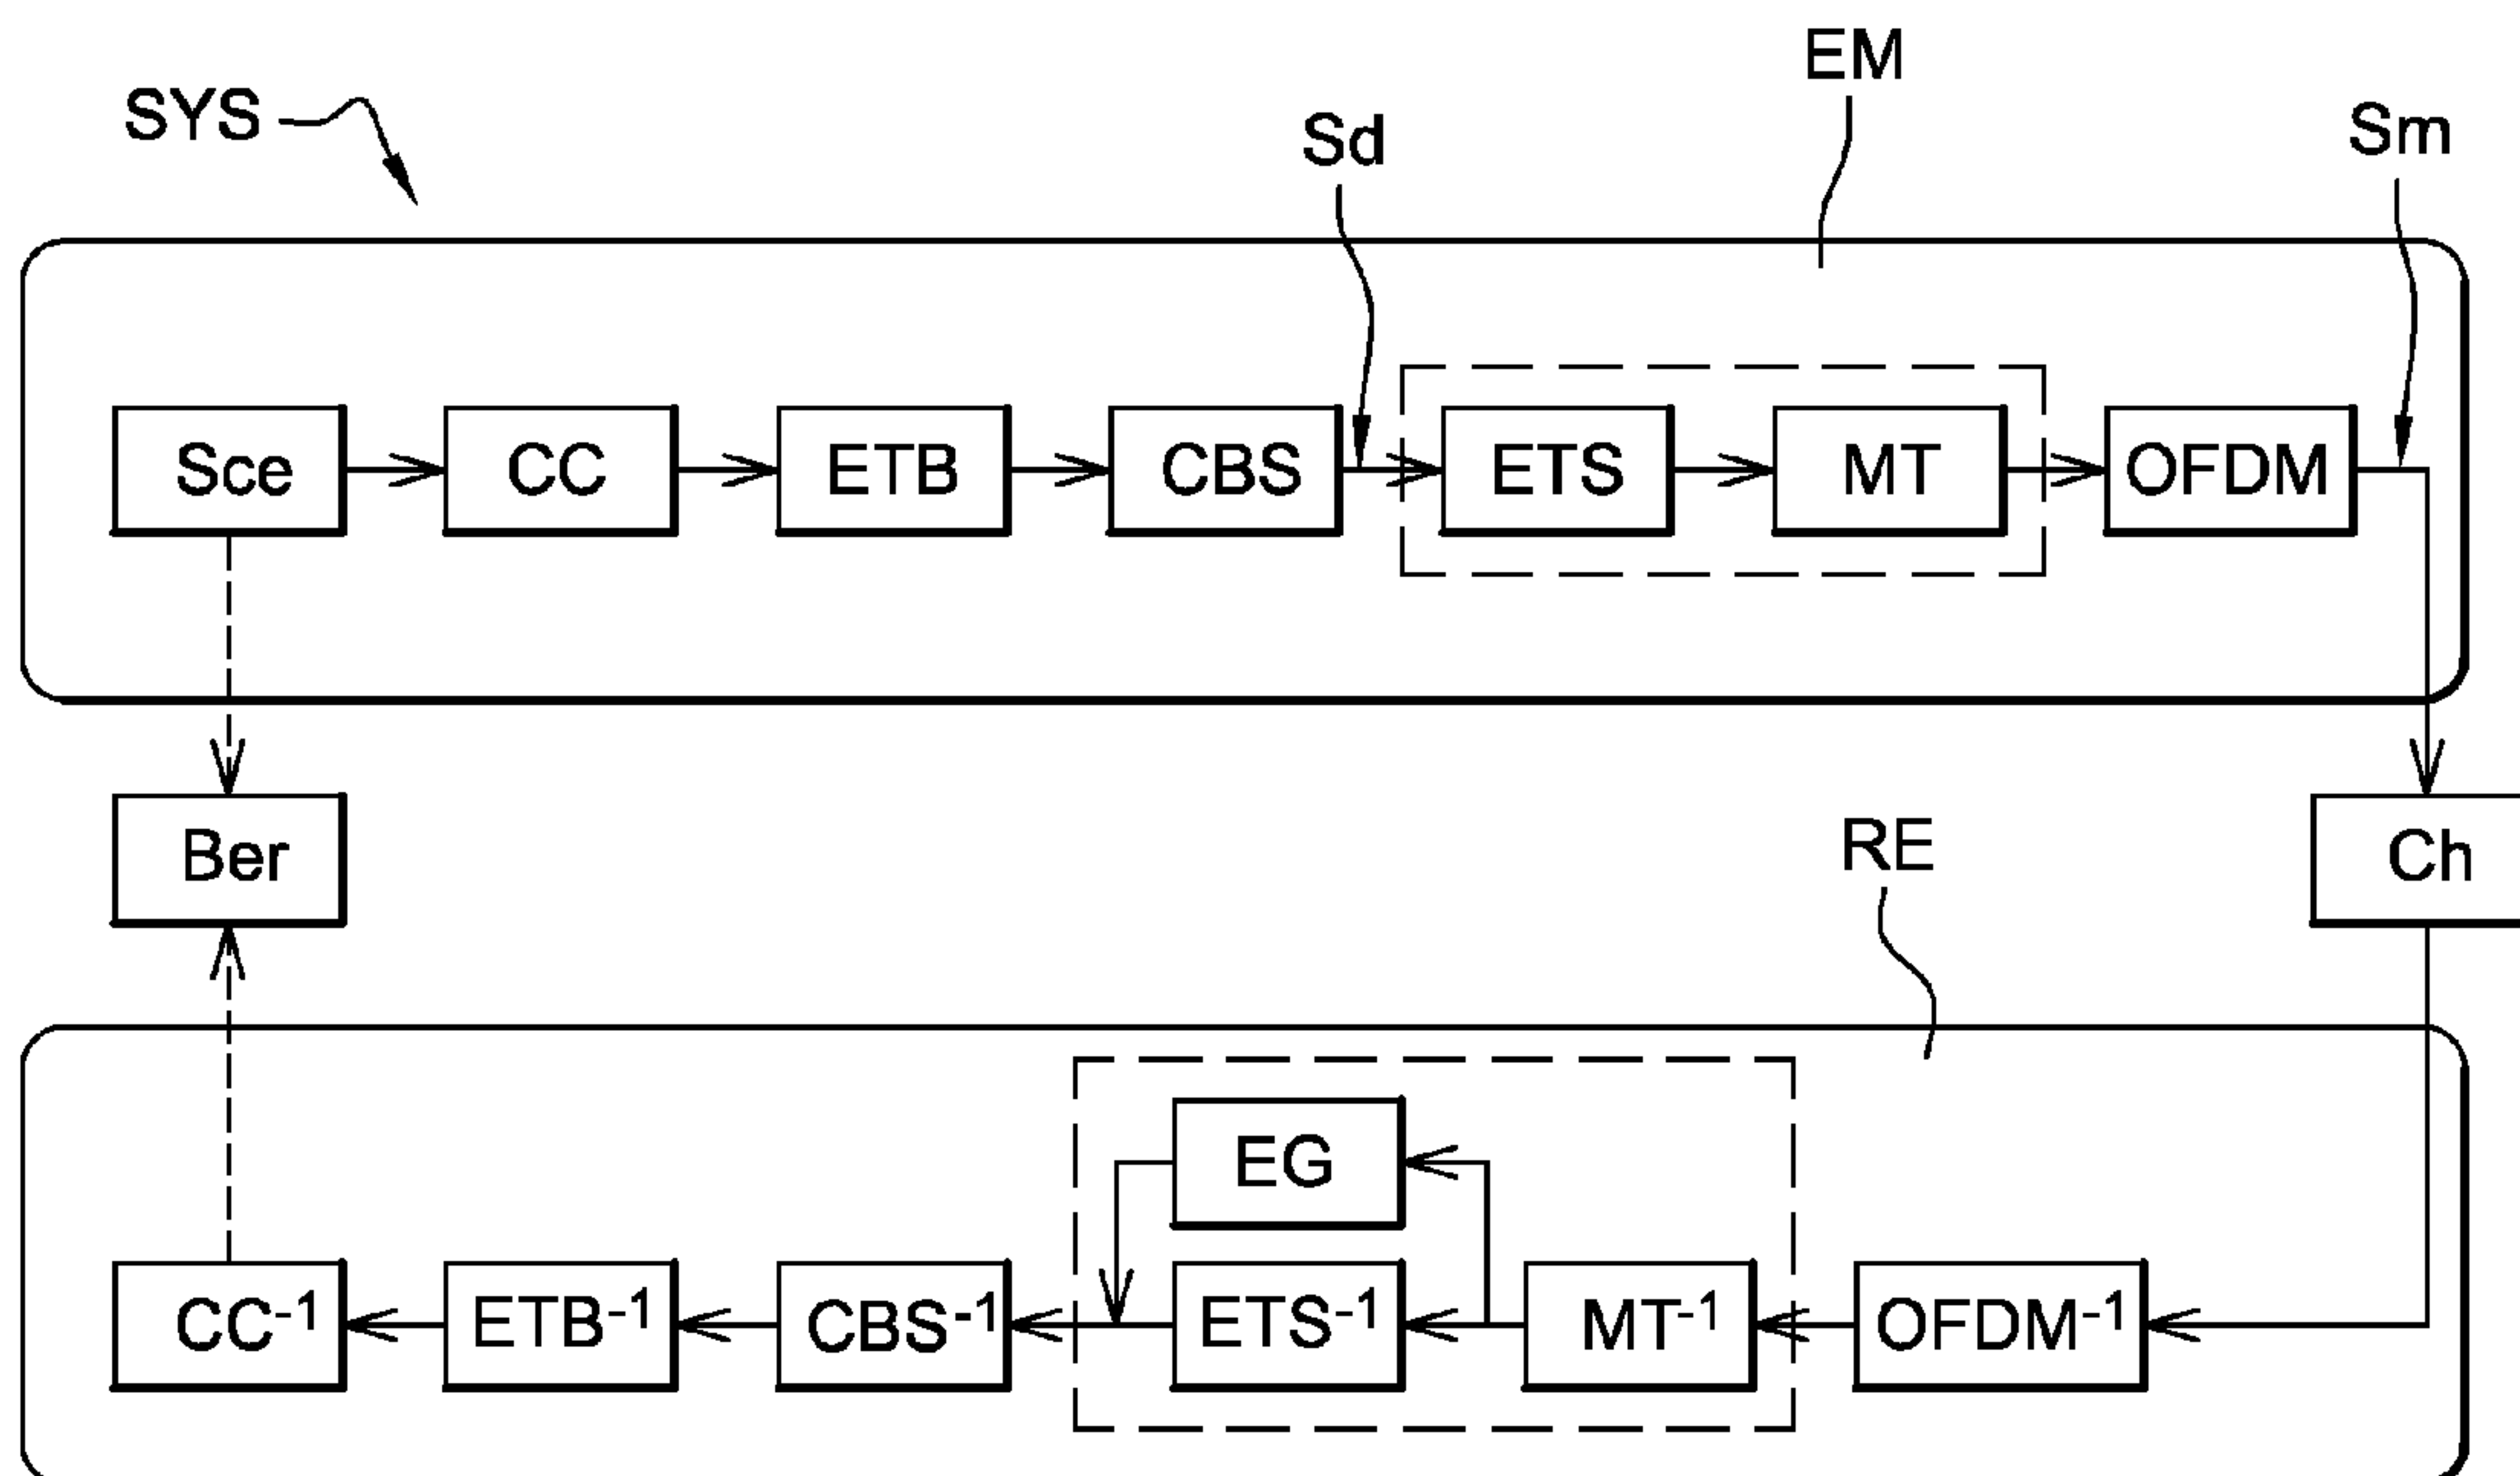 EM
SYS
Sd
Sm
Sce
CC
ETB
CBS
ETS
MT
OFDM
Ber
RE
Ch
EG
CC-1
ETB-1
CBS-1
ETS-1
MT-1
OFDM-1